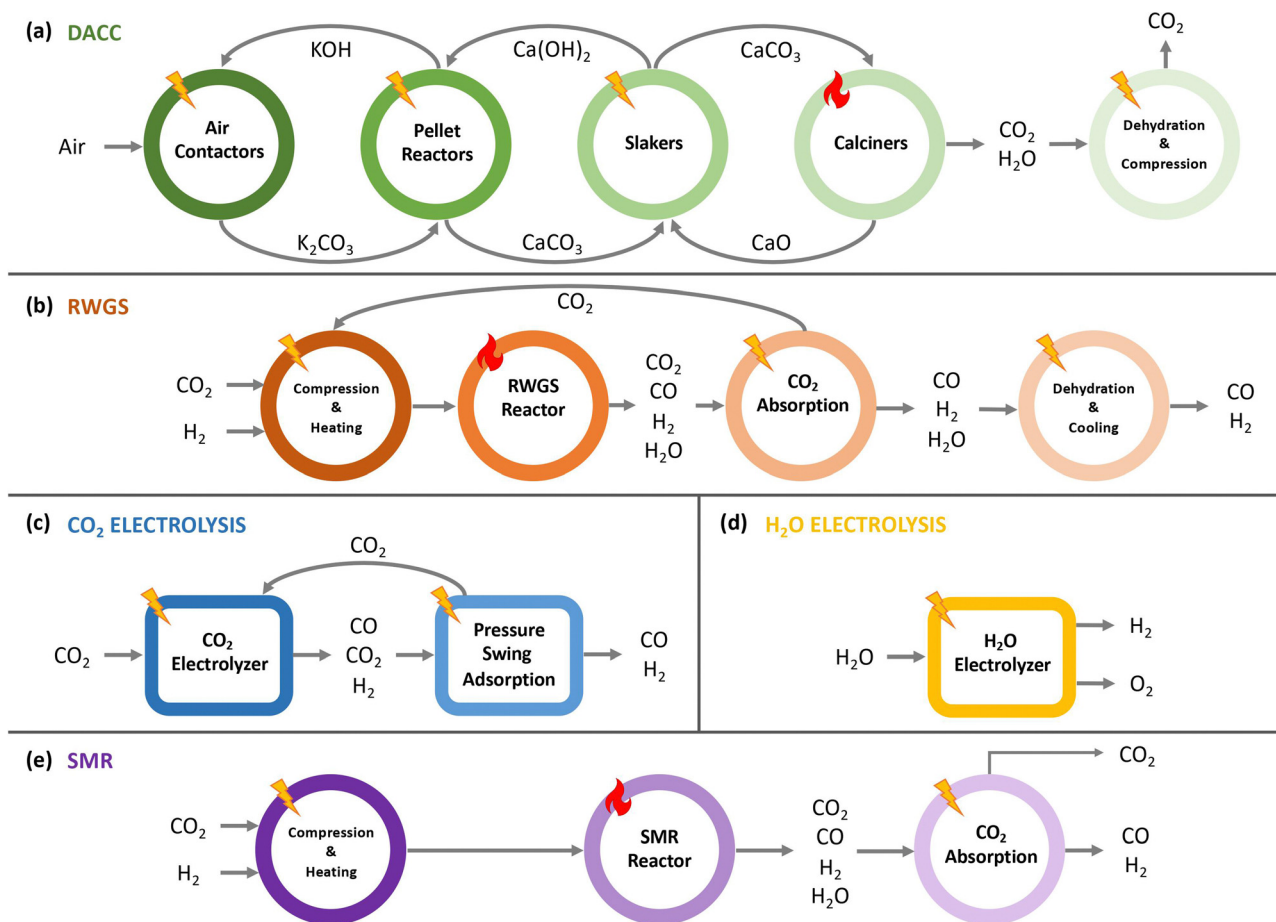 (a) DACC
KOH
Ca(OH)₂
CaCO₃
CO₂
Air
Air
Contactors
Pellet
Reactors
Slakers
Calciners
CO₂
H₂O
Dehydration
&
Compression
K₂CO₃
CaCO₃
CaO
(b) RWGS
CO₂
CO₂
H₂
Compression
&
Heating
RWGS
Reactor
CO₂
CO
H₂
H₂O
CO₂
Absorption
CO
H₂
H₂O
Dehydration
&
Cooling
CO
H₂
(c) CO₂ ELECTROLYSIS
CO₂
CO₂
CO₂
Electrolyzer
CO
CO₂
H₂
Pressure
Swing
Adsorption
CO
H₂
(d) H₂O ELECTROLYSIS
H₂O
H₂O
Electrolyzer
H₂
O₂
(e) SMR
CO₂
H₂
Compression
&
Heating
SMR
Reactor
CO₂
CO
H₂
H₂O
CO₂
Absorption
CO₂
CO
H₂